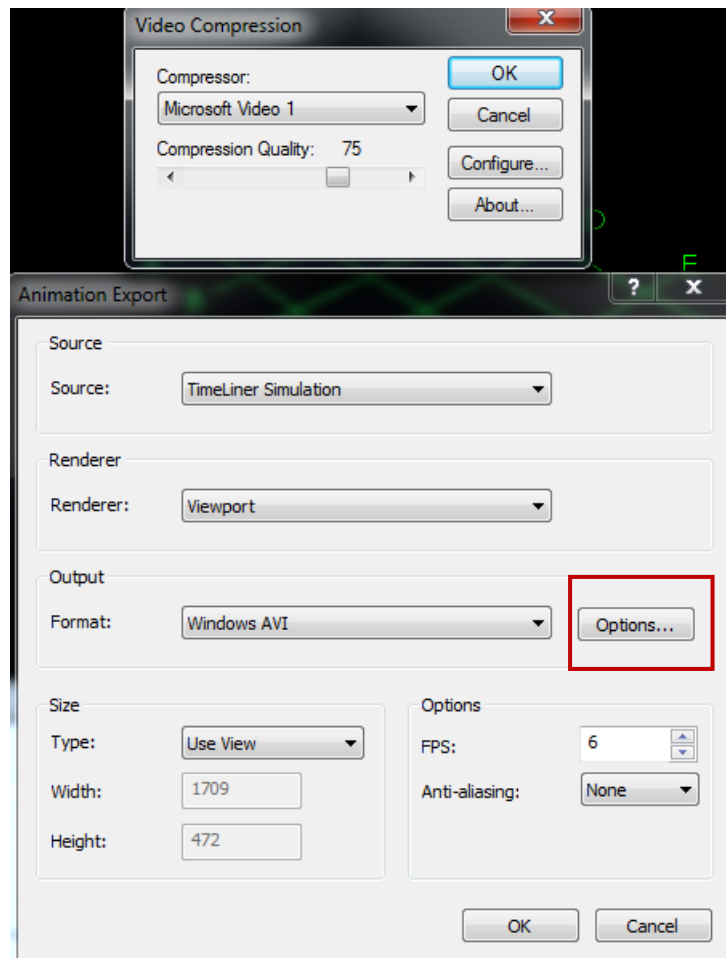 Video Compression
Compressor:
OK
Microsoft Video 1
Cancel
Compression Quality: 75
Configure...
About...
E
Animation Export
?
Source
Source: TimeLiner Simulation
Renderer
Renderer: Viewport
Output
Format: Windows AVI Options...
Size
Type: Use View
Width: 1709
Height: 472
Options
FPS: 6
Anti-aliasing: None
OK Cancel